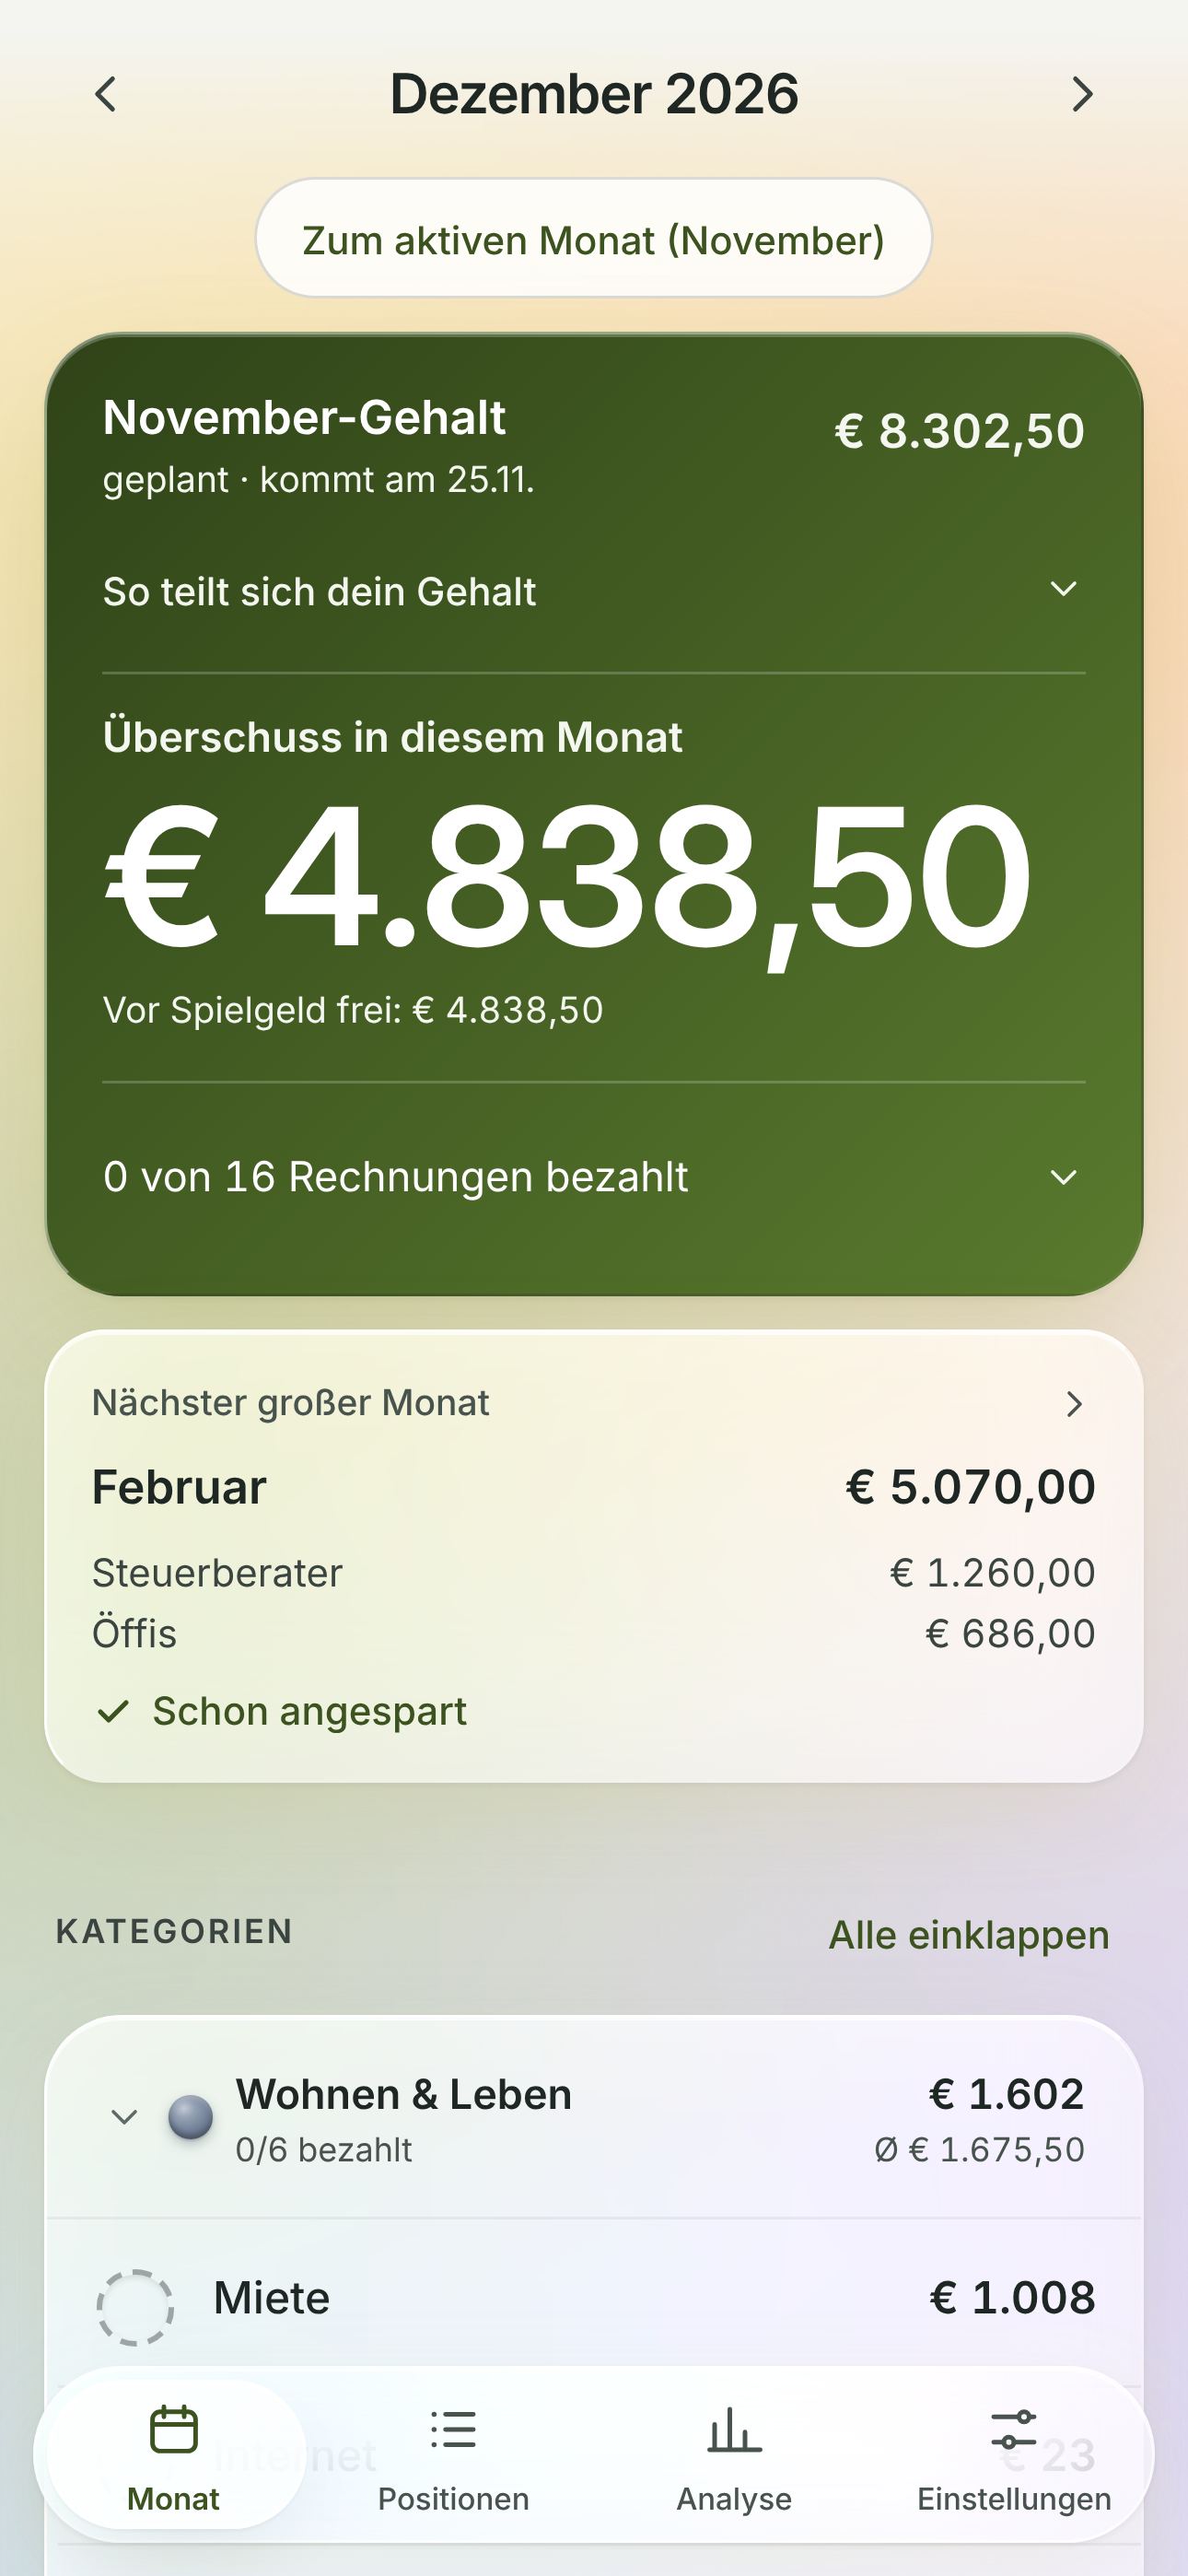 Dezember 2026
Zum aktiven Monat (November)
November-Gehalt
€ 8.302,50
geplant · kommt am 25.11.
So teilt sich dein Gehalt
Überschuss in diesem Monat
€ 4.838,50
Vor Spielgeld frei: € 4.838,50
0 von 16 Rechnungen bezahlt
Nächster großer Monat
Februar € 5.070,00
Steuerberater € 1.260,00
Öffis € 686,00
Schon angespart
KATEGORIEN Alle einklappen
Wohnen & Leben € 1.602
0/6 bezahlt Ø € 1.675,50
Miete € 1.008
Internet € 23
Monat Positionen Analyse Einstellungen